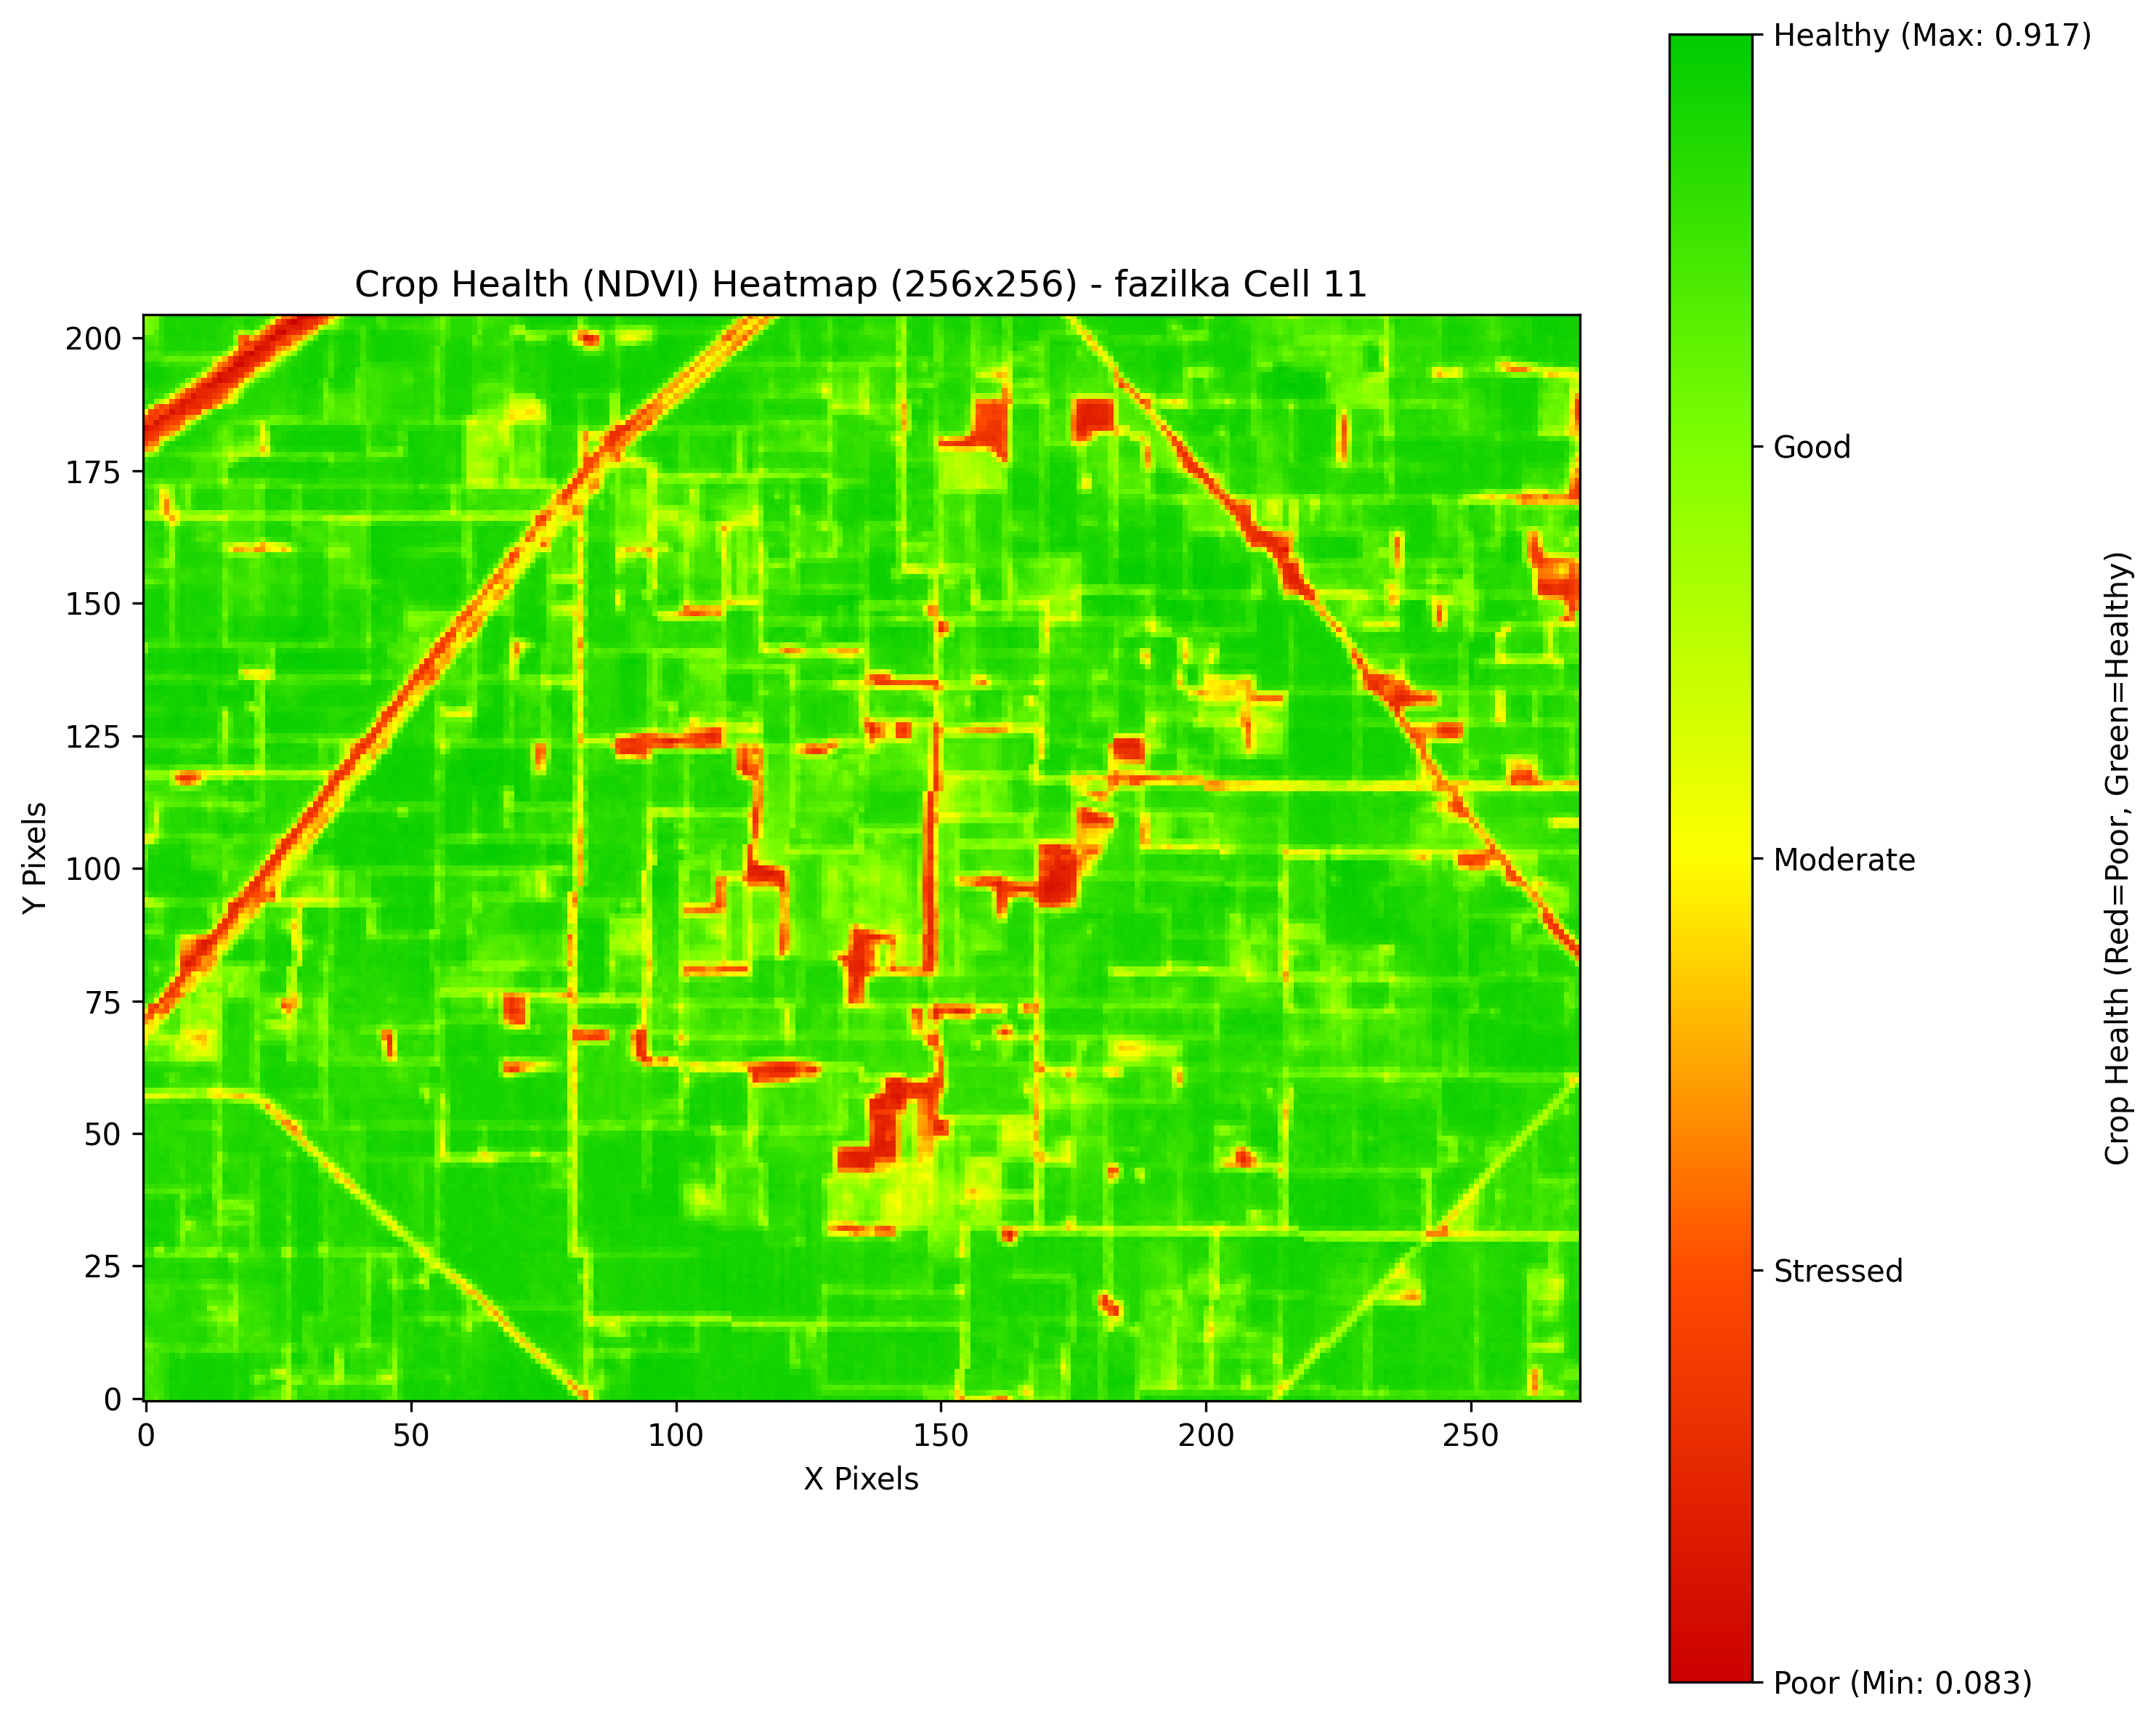 Crop Health (NDVI) Heatmap (256x256) - fazilka Cell 11
200
175
150
125
100
75
50
25
0
Y Pixels
0 50 100 150 200 250
X Pixels
Healthy (Max: 0.917)
Good
Moderate
Stressed
Poor (Min: 0.083)
Crop Health (Red=Poor, Green=Healthy)